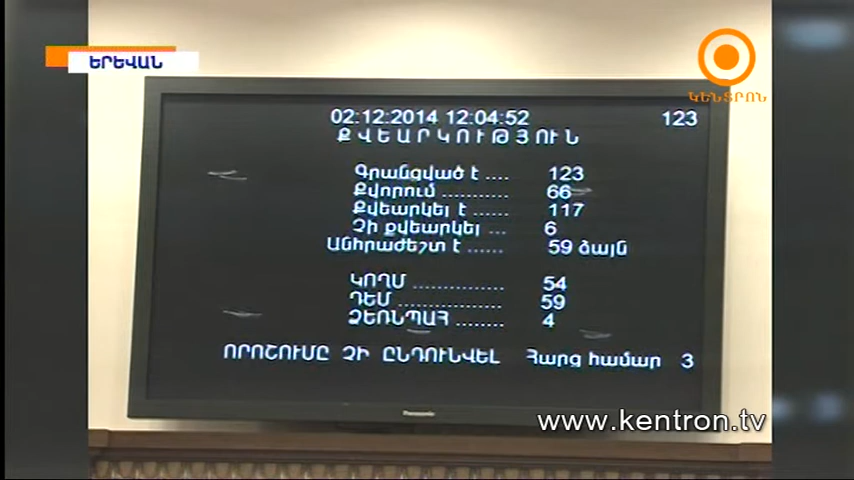 ԵՐԵՎԱՆ
ԿԵՆՏՐՈՆ
02:12:2014 12:04:52 123
ՔՎԵԱՐԿՈՒԹՅՈՒՆ
Գրանցված է .... 123
Քվորում ........... 66
Քվեարկել է ...... 117
Չի քվեարկել ... 6
Անհրաժեշտ է ...... 59 ձայն
ԿՈՂՄ ............... 54
ԴԵՄ ................. 59
ՁԵՌՆՊԱՀ ........ 4
ՈՐՈՇՈՒՄԸ ՉԻ ԸՆԴՈՒՆՎԵԼ Հարց համար 3
Panasonic
www.kentron.tv